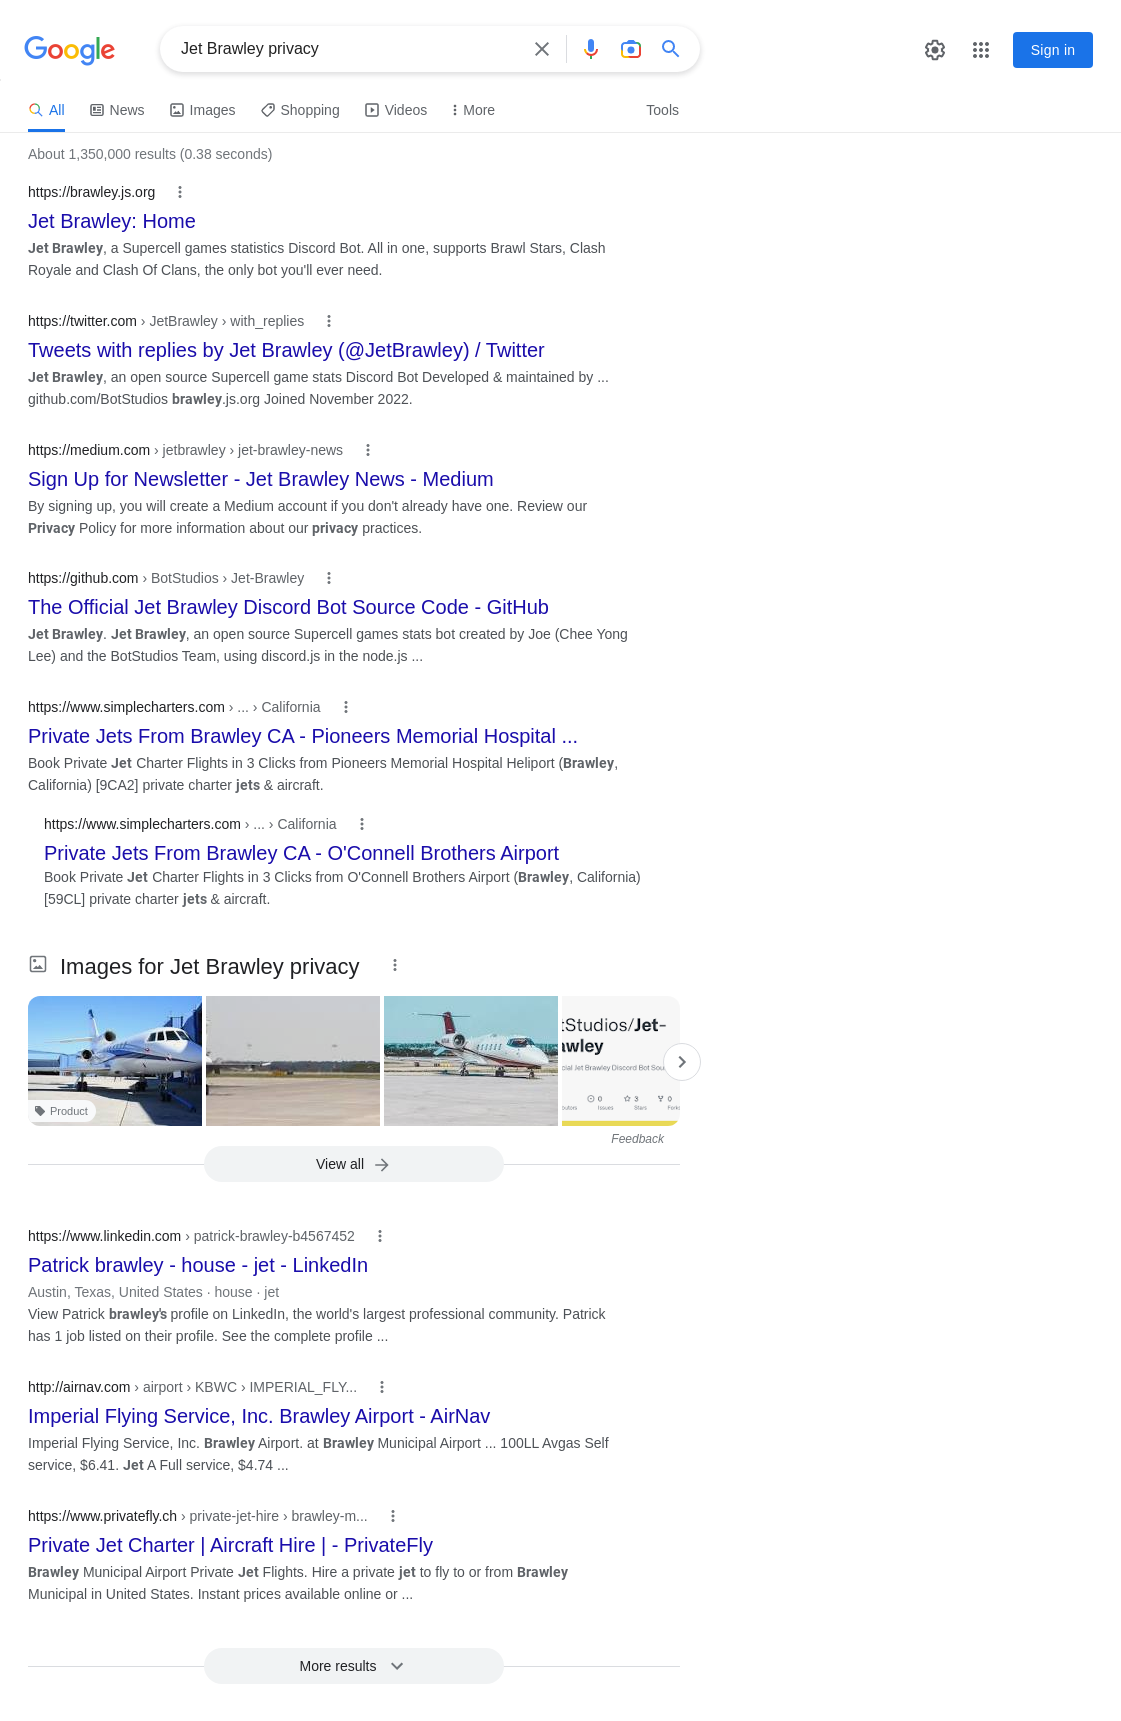 Google
Jet Brawley privacy
Sign in
All
News
Images
Shopping
Videos
More
Tools
About 1,350,000 results (0.38 seconds)
https://brawley.js.org
Jet Brawley: Home
Jet Brawley, a Supercell games statistics Discord Bot. All in one, supports Brawl Stars, Clash
Royale and Clash Of Clans, the only bot you'll ever need.
https://twitter.com › JetBrawley › with_replies
Tweets with replies by Jet Brawley (@JetBrawley) / Twitter
Jet Brawley, an open source Supercell game stats Discord Bot Developed & maintained by ...
github.com/BotStudios brawley.js.org Joined November 2022.
https://medium.com › jetbrawley › jet-brawley-news
Sign Up for Newsletter - Jet Brawley News - Medium
By signing up, you will create a Medium account if you don't already have one. Review our
Privacy Policy for more information about our privacy practices.
https://github.com › BotStudios › Jet-Brawley
The Official Jet Brawley Discord Bot Source Code - GitHub
Jet Brawley. Jet Brawley, an open source Supercell games stats bot created by Joe (Chee Yong
Lee) and the BotStudios Team, using discord.js in the node.js ...
https://www.simplecharters.com › ... › California
Private Jets From Brawley CA - Pioneers Memorial Hospital ...
Book Private Jet Charter Flights in 3 Clicks from Pioneers Memorial Hospital Heliport (Brawley,
California) [9CA2] private charter jets & aircraft.
https://www.simplecharters.com › ... › California
Private Jets From Brawley CA - O'Connell Brothers Airport
Book Private Jet Charter Flights in 3 Clicks from O'Connell Brothers Airport (Brawley, California)
[59CL] private charter jets & aircraft.
Images for Jet Brawley privacy
tStudios/Jet-
awley
cial Jet Brawley Discord Bot Sou
0
3
0
Issues
Stars
Forks
Product
Feedback
View all
https://www.linkedin.com › patrick-brawley-b4567452
Patrick brawley - house - jet - LinkedIn
Austin, Texas, United States · house · jet
View Patrick brawley's profile on LinkedIn, the world's largest professional community. Patrick
has 1 job listed on their profile. See the complete profile ...
http://airnav.com › airport › KBWC › IMPERIAL_FLY...
Imperial Flying Service, Inc. Brawley Airport - AirNav
Imperial Flying Service, Inc. Brawley Airport. at Brawley Municipal Airport ... 100LL Avgas Self
service, $6.41. Jet A Full service, $4.74 ...
https://www.privatefly.ch › private-jet-hire › brawley-m...
Private Jet Charter | Aircraft Hire | - PrivateFly
Brawley Municipal Airport Private Jet Flights. Hire a private jet to fly to or from Brawley
Municipal in United States. Instant prices available online or ...
More results